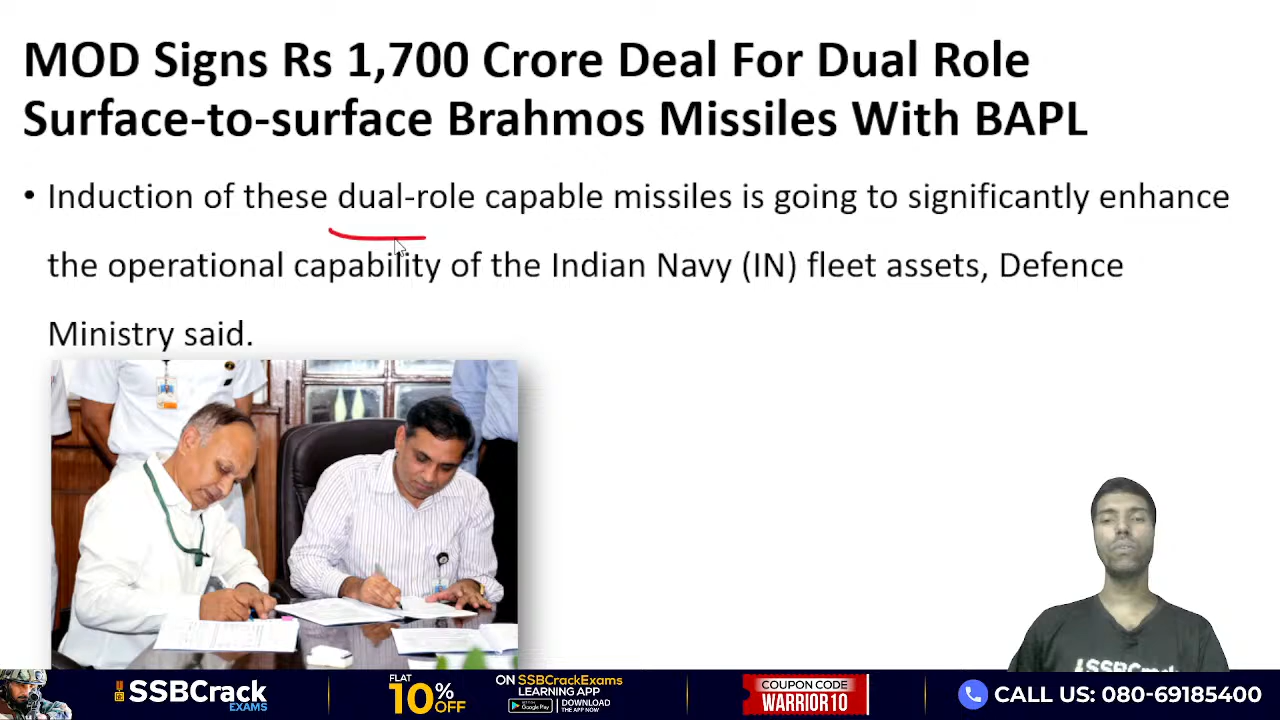 MOD Signs Rs 1,700 Crore Deal For Dual Role
Surface-to-surface Brahmos Missiles With BAPL
• Induction of these dual-role capable missiles is going to significantly enhance
the operational capability of the Indian Navy (IN) fleet assets, Defence
Ministry said.
SSBCrack
SSBCrack
EXAMS
FLAT
10% OFF
ON SSBCrackExams
LEARNING APP
Google Play
DOWNLOAD
THE APP NOW
COUPON CODE
WARRIOR10
CALL US: 080-69185400